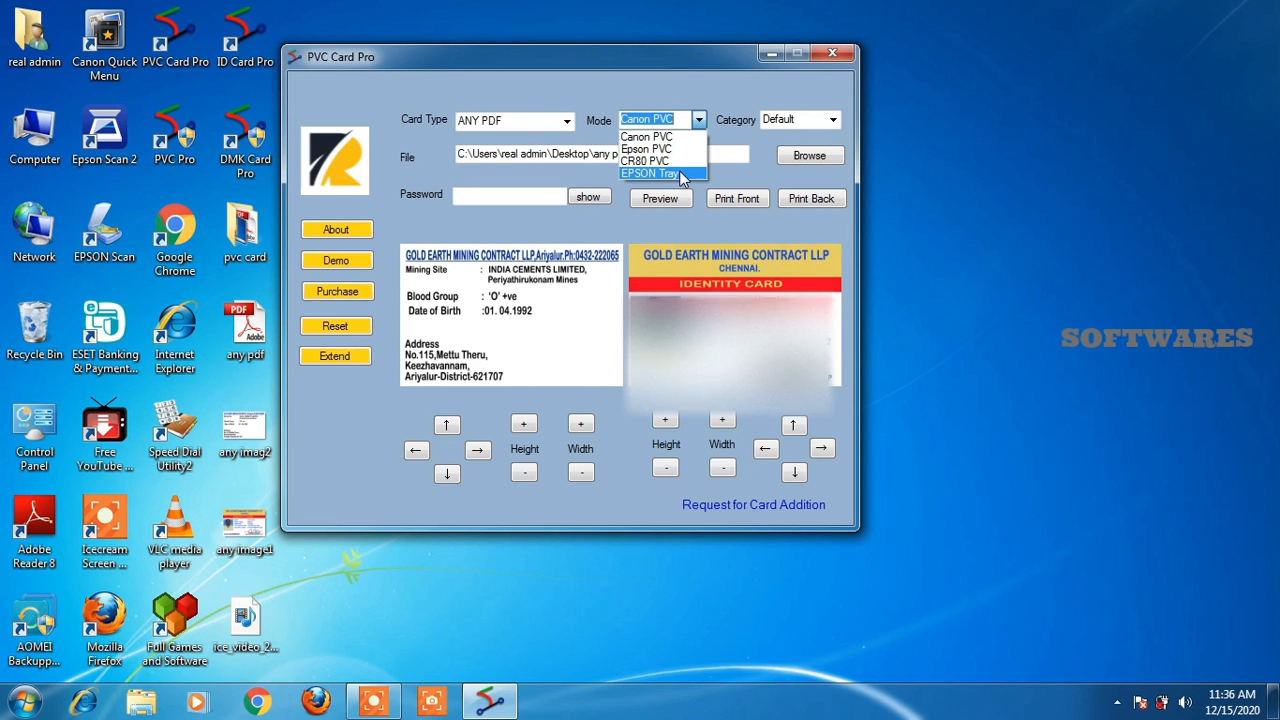 real admin
Canon Quick
Menu
PVC Card Pro
ID Card Pro
Computer
Epson Scan 2
PVC Pro
DMK Card
Pro
Network
EPSON Scan
Google
Chrome
pvc card
Recycle Bin
ESET Banking
& Payment...
Internet
Explorer
PDF
Adobe
any pdf
Control
Panel
Free
YouTube ...
Speed Dial
Utility2
any imag2
Adobe
Reader 8
Icecream
Screen ...
VLC media
player
any image1
AOMEI
Backupp...
Mozilla
Firefox
Full Games
and Software
ice_video_2...
PVC Card Pro
Card Type
ANY PDF
Mode
Canon PVC
Category
Default
Canon PVC
Epson PVC
CR80 PVC
EPSON Tray
File
C:\Users\real admin\Desktop\any p
Browse
Password
show
Preview
Print Front
Print Back
About
Demo
Purchase
Reset
Extend
GOLD EARTH MINING CONTRACT LLP,Ariyalur.Ph:0432-222065
Mining Site : INDIA CEMENTS LIMITED,
Periyathirukonam Mines
Blood Group : 'O' +ve
Date of Birth :01. 04.1992
Address
No.115,Mettu Theru,
Keezhavannam,
Ariyalur-District-621707
GOLD EARTH MINING CONTRACT LLP
CHENNAI.
IDENTITY CARD
↑
←
→
↓
+
Height
-
+
Width
-
+
Height
-
+
Width
-
↑
←
→
↓
Request for Card Addition
SOFTWARES
11:36 AM
12/15/2020